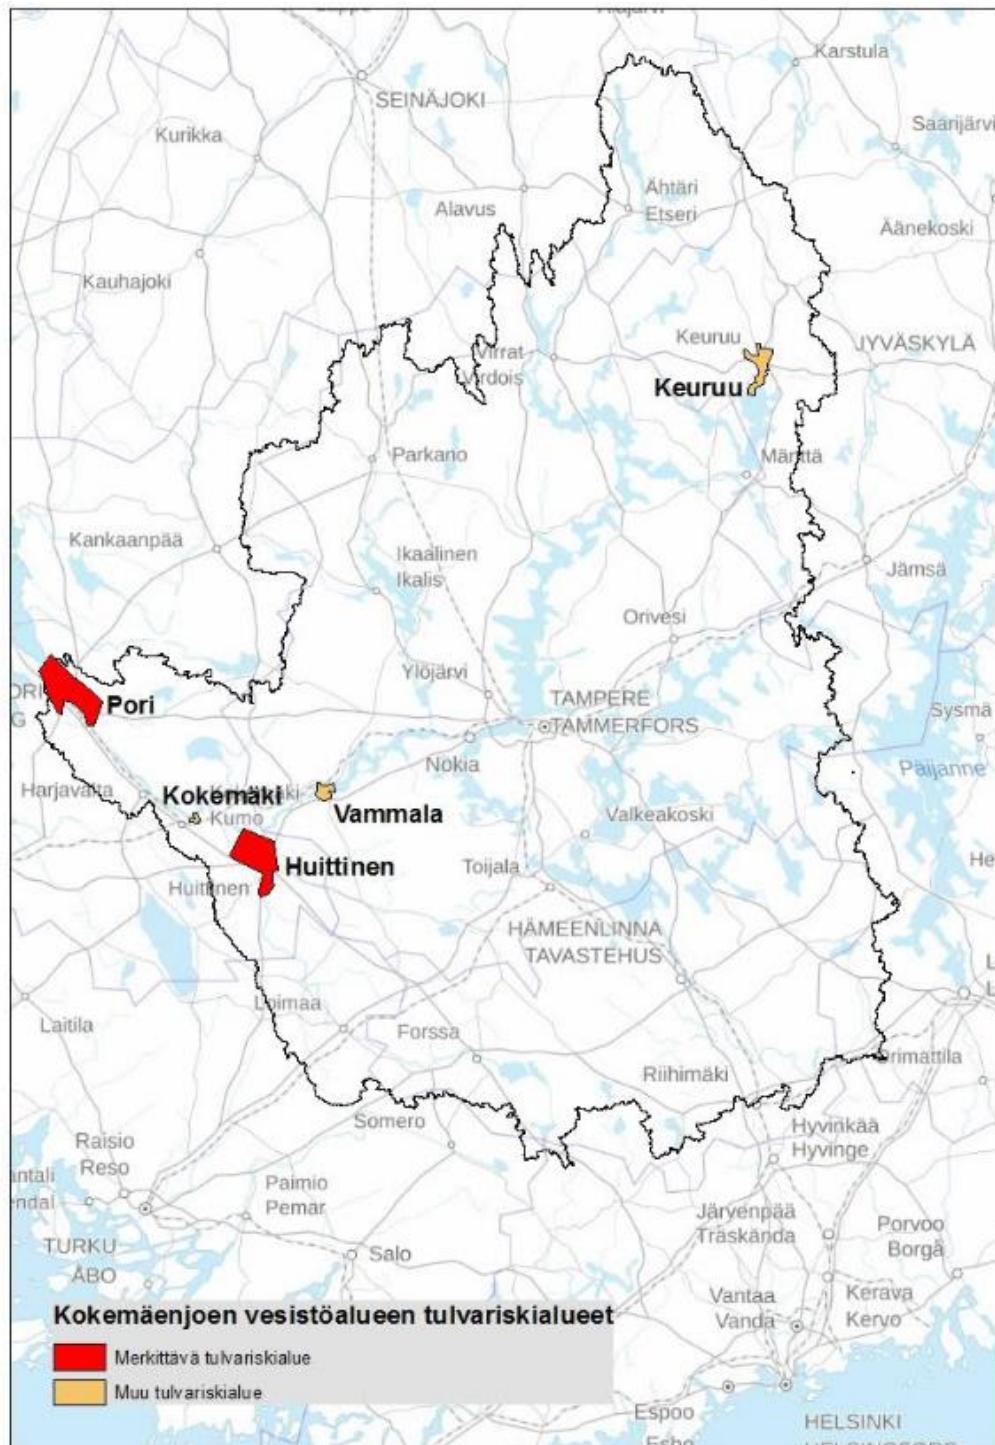 Karstula
SEINÄJOKI
Kurikka
Saarijärvi
Ähtäri
Etseri
Alavus
Äänekoski
Kauhajoki
Keuruu
JYVÄSKYLÄ
Virrat
Virdois
Keuruu
Parkano
Mänttä
Kankaanpää
Ikaalinen
Ikalis
Jämsä
Orivesi
Ylöjärvi
TAMPERE
TAMMERFORS
Pori
Sysmä
Nokia
Päijänne
Harjavalta
Kokemäki
Kumo
Vammala
Valkeakoski
Huittinen
Toijala
Huittinen
HÄMEENLINNA
TAVASTEHUS
Loimaa
Laitila
Forssa
Orimattila
Riihimäki
Somero
Hyvinkää
Hyvinge
Raisio
Reso
Paimio
Pemar
Järvenpää
Träskända
Porvoo
Borgå
TURKU
ÅBO
Salo
Vantaa
Vanda
Kerava
Kervo
Kokemäenjoen vesistöalueen tulvariskialueet
Merkittävä tulvariskialue
Muu tulvariskialue
Espoo
Esbo
HELSINKI